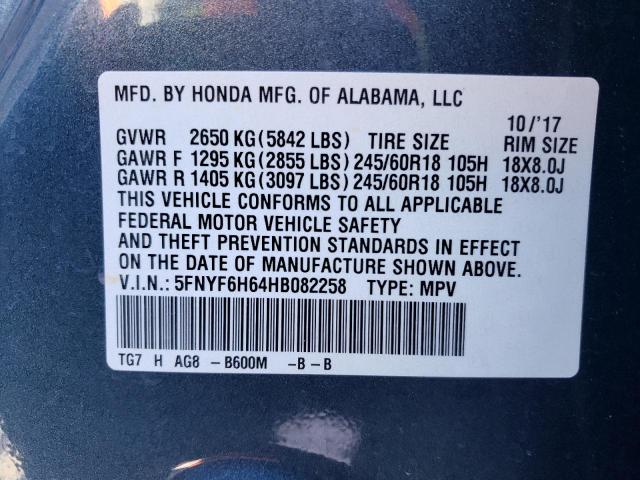 MFD. BY HONDA MFG. OF ALABAMA, LLC
10/'17
GVWR 2650 KG (5842 LBS) TIRE SIZE RIM SIZE
GAWR F 1295 KG (2855 LBS) 245/60R18 105H 18X8.0J
GAWR R 1405 KG (3097 LBS) 245/60R18 105H 18X8.0J
THIS VEHICLE CONFORMS TO ALL APPLICABLE
FEDERAL MOTOR VEHICLE SAFETY
AND THEFT PREVENTION STANDARDS IN EFFECT
ON THE DATE OF MANUFACTURE SHOWN ABOVE.
V.I.N.: 5FNYF6H64HB082258 TYPE: MPV
TG7 H AG8 – B600M –B – B